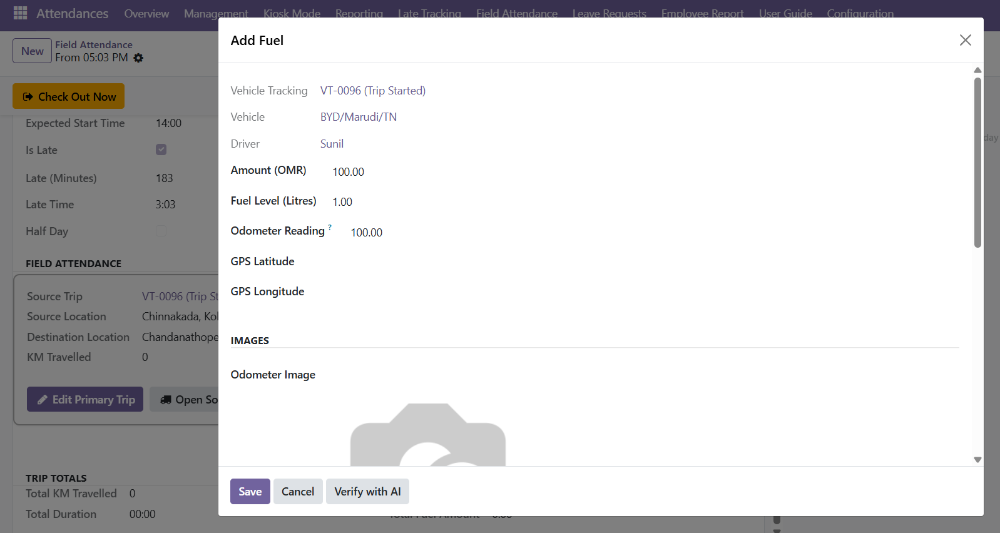 Attendances Overview Management Kiosk Mode Reporting Late Tracking Field Attendance Leave Requests Employee Report User Guide Configuration
New
Field Attendance
From 05:03 PM
Check Out Now
Expected Start Time 14:00
Is Late
Late (Minutes) 183
Late Time 3:03
Half Day
FIELD ATTENDANCE
Source Trip VT-0096 (Trip St
Source Location Chinnakada, Kol
Destination Location Chandanathope
KM Travelled 0
Edit Primary Trip Open So
TRIP TOTALS
Total KM Travelled 0
Total Duration 00:00
Add Fuel
Vehicle Tracking VT-0096 (Trip Started)
Vehicle BYD/Marudi/TN
Driver Sunil
Amount (OMR) 100.00
Fuel Level (Litres) 1.00
Odometer Reading ? 100.00
GPS Latitude
GPS Longitude
IMAGES
Odometer Image
Save Cancel Verify with AI
Total Fuel Amount 0.00
day